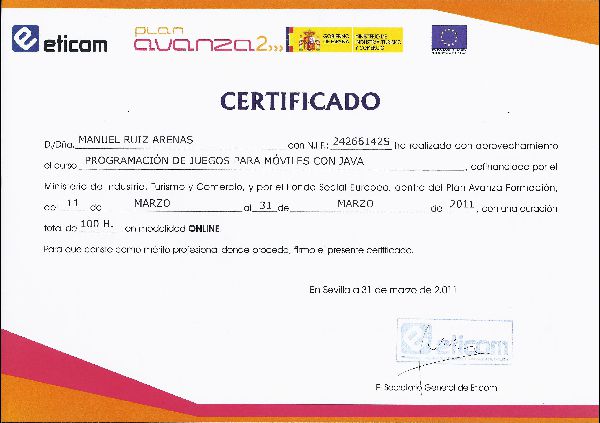 eticom
PLAN avanza2
GOBIERNO DE ESPAÑA
MINISTERIO DE INDUSTRIA, TURISMO Y COMERCIO
CERTIFICADO
D./Dña. MANUEL RUIZ ARENAS con N.I.F.: 24266142S ha realizado con aprovechamiento
el curso PROGRAMACIÓN DE JUEGOS PARA MÓVILES CON JAVA, cofinanciado por el
Ministerio de Industria, Turismo y Comercio, y por el Fondo Social Europeo, dentro del Plan Avanza Formación,
del 11 de MARZO al 31 de MARZO de 2011, con una duración
total de 100 H. en modalidad ONLINE.
Para que conste como mérito profesional donde proceda, firmo el presente certificado.
En Sevilla a 31 de marzo de 2.011
eticom
El Secretario General de Eticom